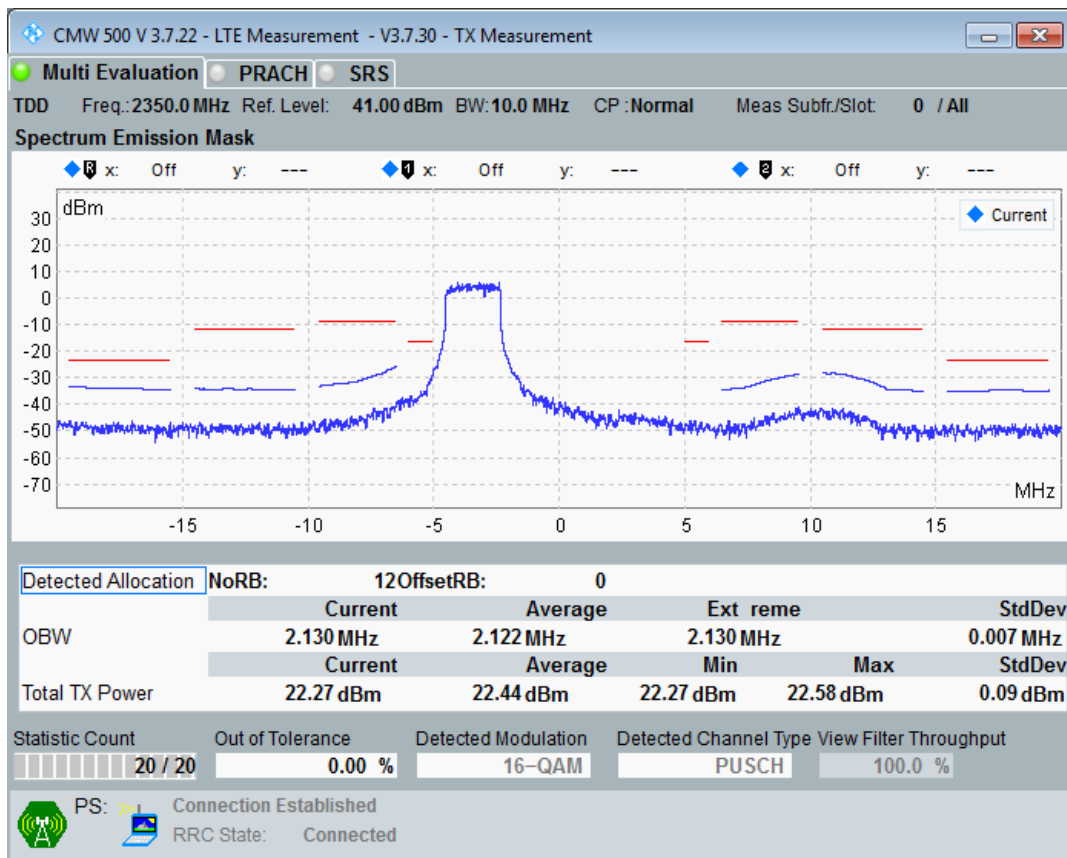 CMW 500 V 3.7.22 - LTE Measurement - V3.7.30 - TX Measurement
Multi Evaluation PRACH SRS
TDD Freq.: 2350.0 MHz Ref. Level: 41.00 dBm BW: 10.0 MHz CP : Normal Meas Subfr./Slot: 0 / All
Spectrum Emission Mask
R x: Off y: --- 1 x: Off y: --- 2 x: Off y: ---
dBm
Current
30
20
10
0
-10
-20
-30
-40
-50
-60
-70
MHz
-15 -10 -5 0 5 10 15
Detected Allocation NoRB: 12 OffsetRB: 0
Current Average Ext reme StdDev
OBW 2.130 MHz 2.122 MHz 2.130 MHz 0.007 MHz
Current Average Min Max StdDev
Total TX Power 22.27 dBm 22.44 dBm 22.27 dBm 22.58 dBm 0.09 dBm
Statistic Count Out of Tolerance Detected Modulation Detected Channel Type View Filter Throughput
20 / 20 0.00 % 16-QAM PUSCH 100.0 %
PS: Connection Established
RRC State: Connected